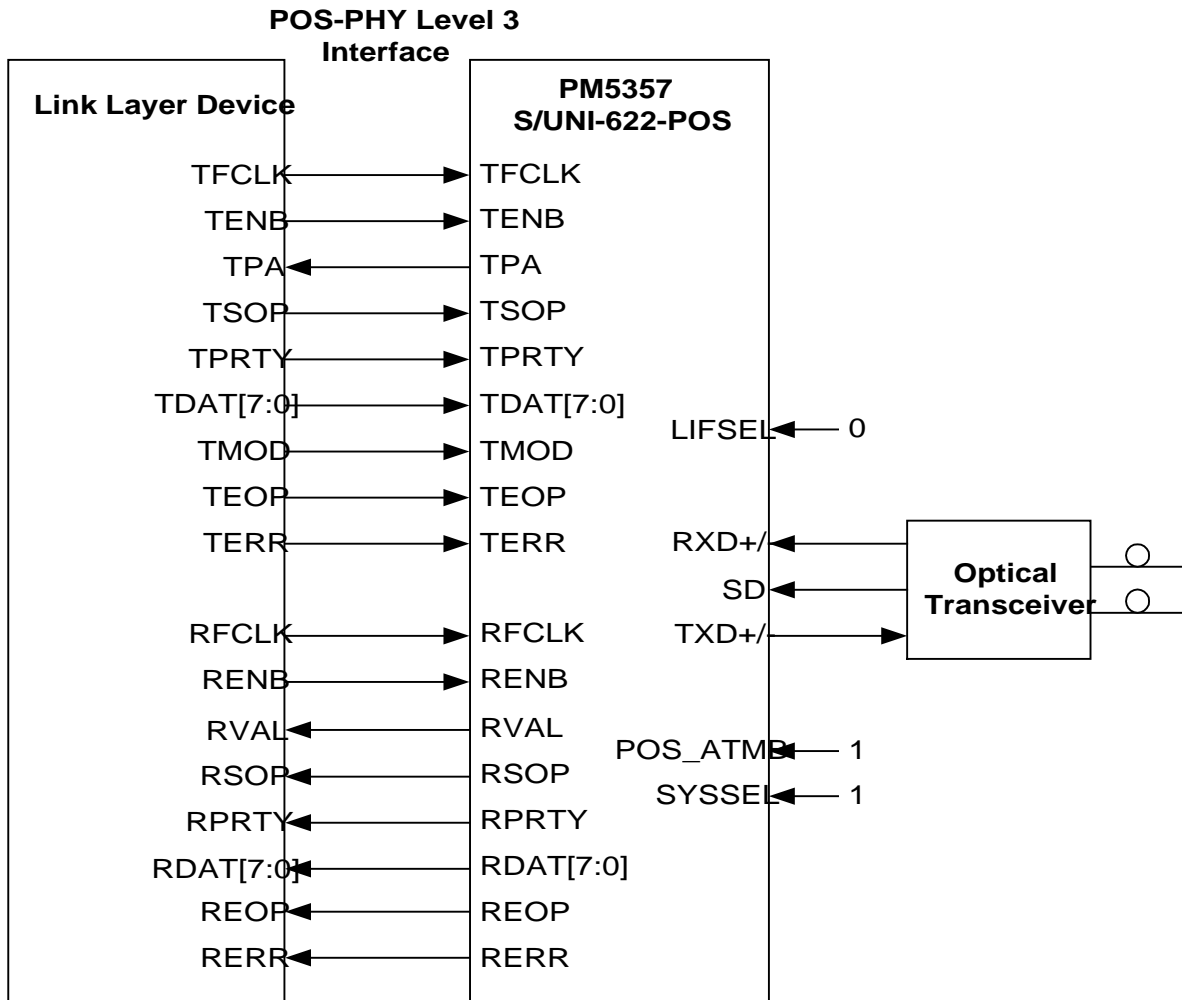 POS-PHY Level 3
Interface
Link Layer Device
PM5357
S/UNI-622-POS
TFCLK TFCLK
TENB TENB
TPA TPA
TSOP TSOP
TPRTY TPRTY
TDAT[7:0] TDAT[7:0]
LIFSEL 0
TMOD TMOD
TEOP TEOP
TERR TERR
RXD+/-
Optical
Transceiver
SD
TXD+/-
RFCLK RFCLK
RENB RENB
RVAL RVAL
POS_ATMB 1
RSOP RSOP
SYSSEL 1
RPRTY RPRTY
RDAT[7:0] RDAT[7:0]
REOP REOP
RERR RERR